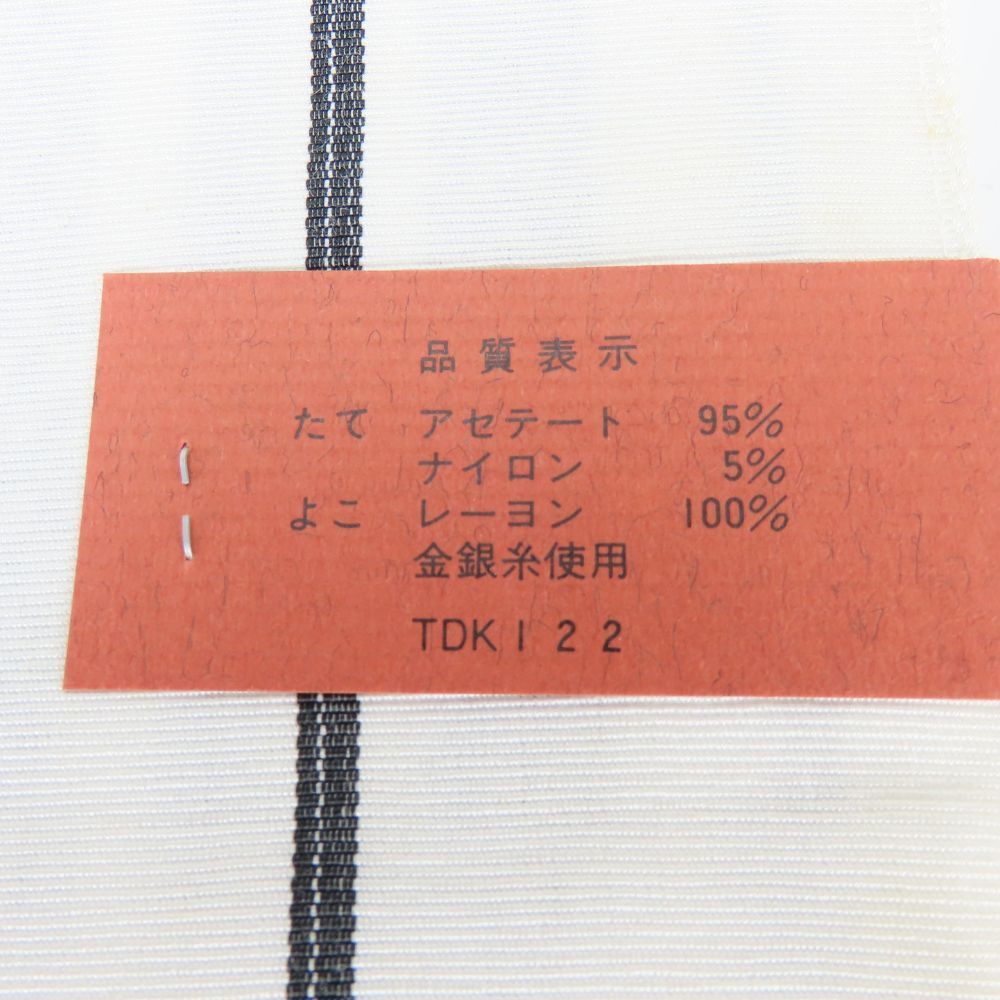 品質表示
たて アセテート 95%
ナイロン 5%
よこ レーヨン 100%
金銀糸使用
TDK122